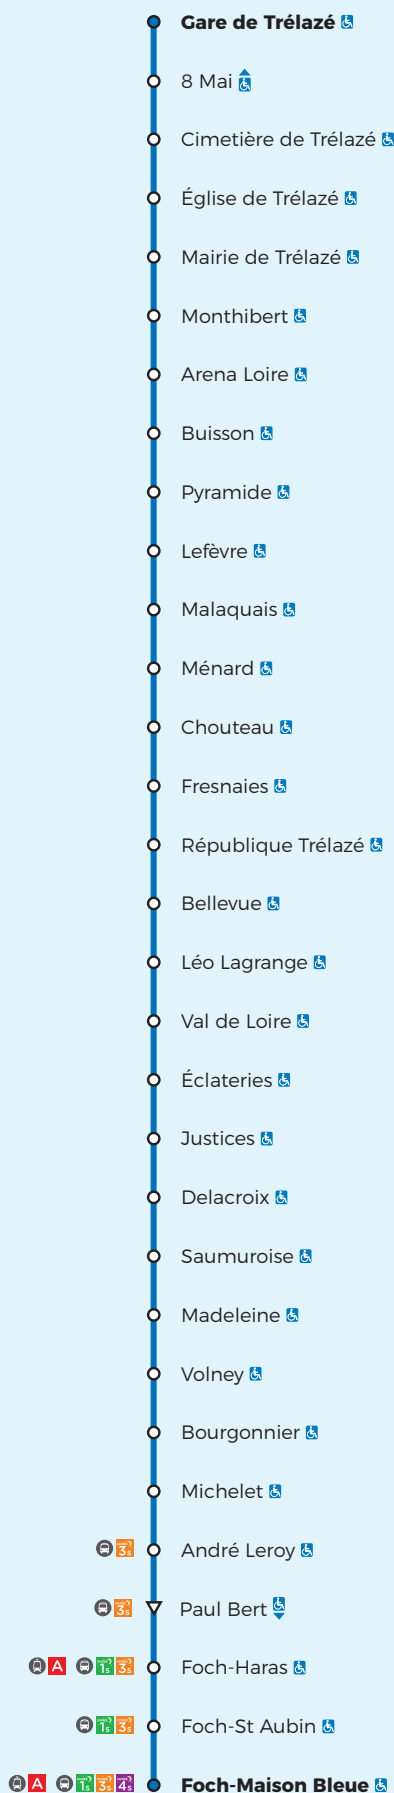 Gare de Trélazé
8 Mai
Cimetière de Trélazé
Église de Trélazé
Mairie de Trélazé
Monthibert
Arena Loire
Buisson
Pyramide
Lefèvre
Malaquais
Ménard
Chouteau
Fresnaies
République Trélazé
Bellevue
Léo Lagrange
Val de Loire
Éclateries
Justices
Delacroix
Saumuroise
Madeleine
Volney
Bourgonnier
Michelet
3s André Leroy
3s Paul Bert
A 1s 3s Foch-Haras
1s 3s Foch-St Aubin
A 1s 3s 4s Foch-Maison Bleue